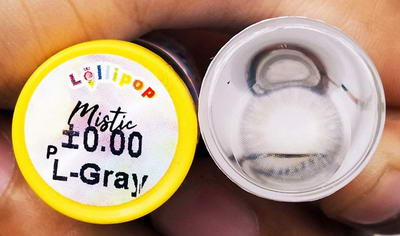 Lollipop
Mistic
±0.00
P
L-Gray